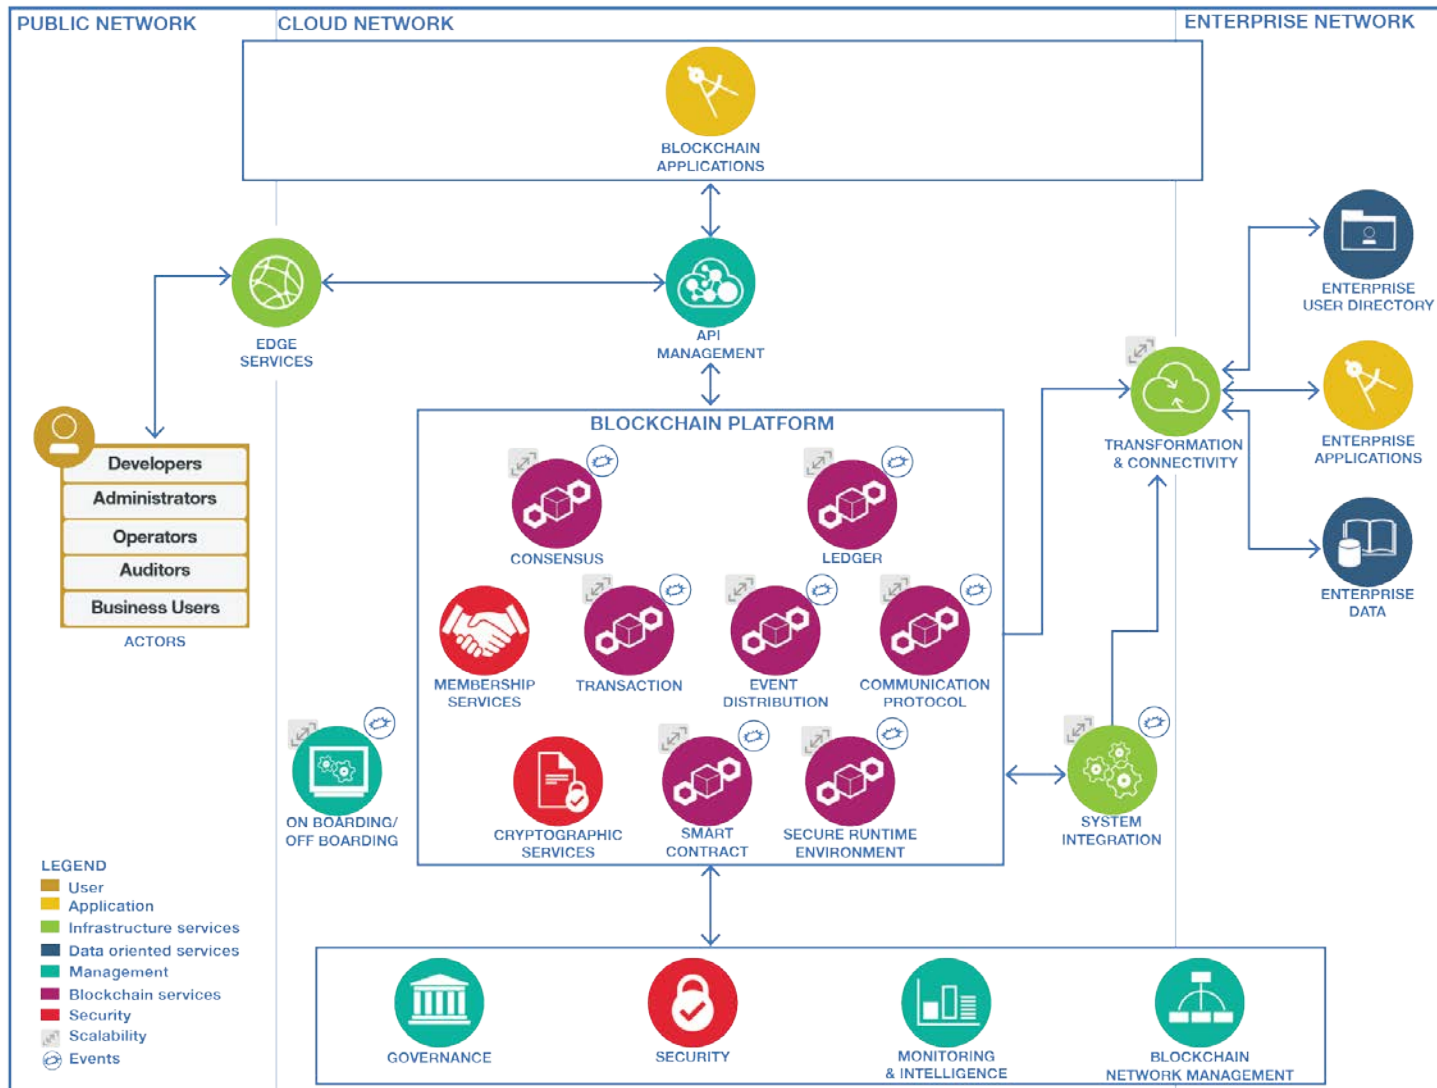 PUBLIC NETWORK
CLOUD NETWORK
ENTERPRISE NETWORK
BLOCKCHAIN
APPLICATIONS
EDGE
SERVICES
API
MANAGEMENT
ENTERPRISE
USER DIRECTORY
TRANSFORMATION
& CONNECTIVITY
ENTERPRISE
APPLICATIONS
ENTERPRISE
DATA
Developers
Administrators
Operators
Auditors
Business Users
ACTORS
BLOCKCHAIN PLATFORM
CONSENSUS
LEDGER
MEMBERSHIP
SERVICES
TRANSACTION
EVENT
DISTRIBUTION
COMMUNICATION
PROTOCOL
CRYPTOGRAPHIC
SERVICES
SMART
CONTRACT
SECURE RUNTIME
ENVIRONMENT
ON BOARDING/
OFF BOARDING
SYSTEM
INTEGRATION
LEGEND
User
Application
Infrastructure services
Data oriented services
Management
Blockchain services
Security
Scalability
Events
GOVERNANCE
SECURITY
MONITORING
& INTELLIGENCE
BLOCKCHAIN
NETWORK MANAGEMENT